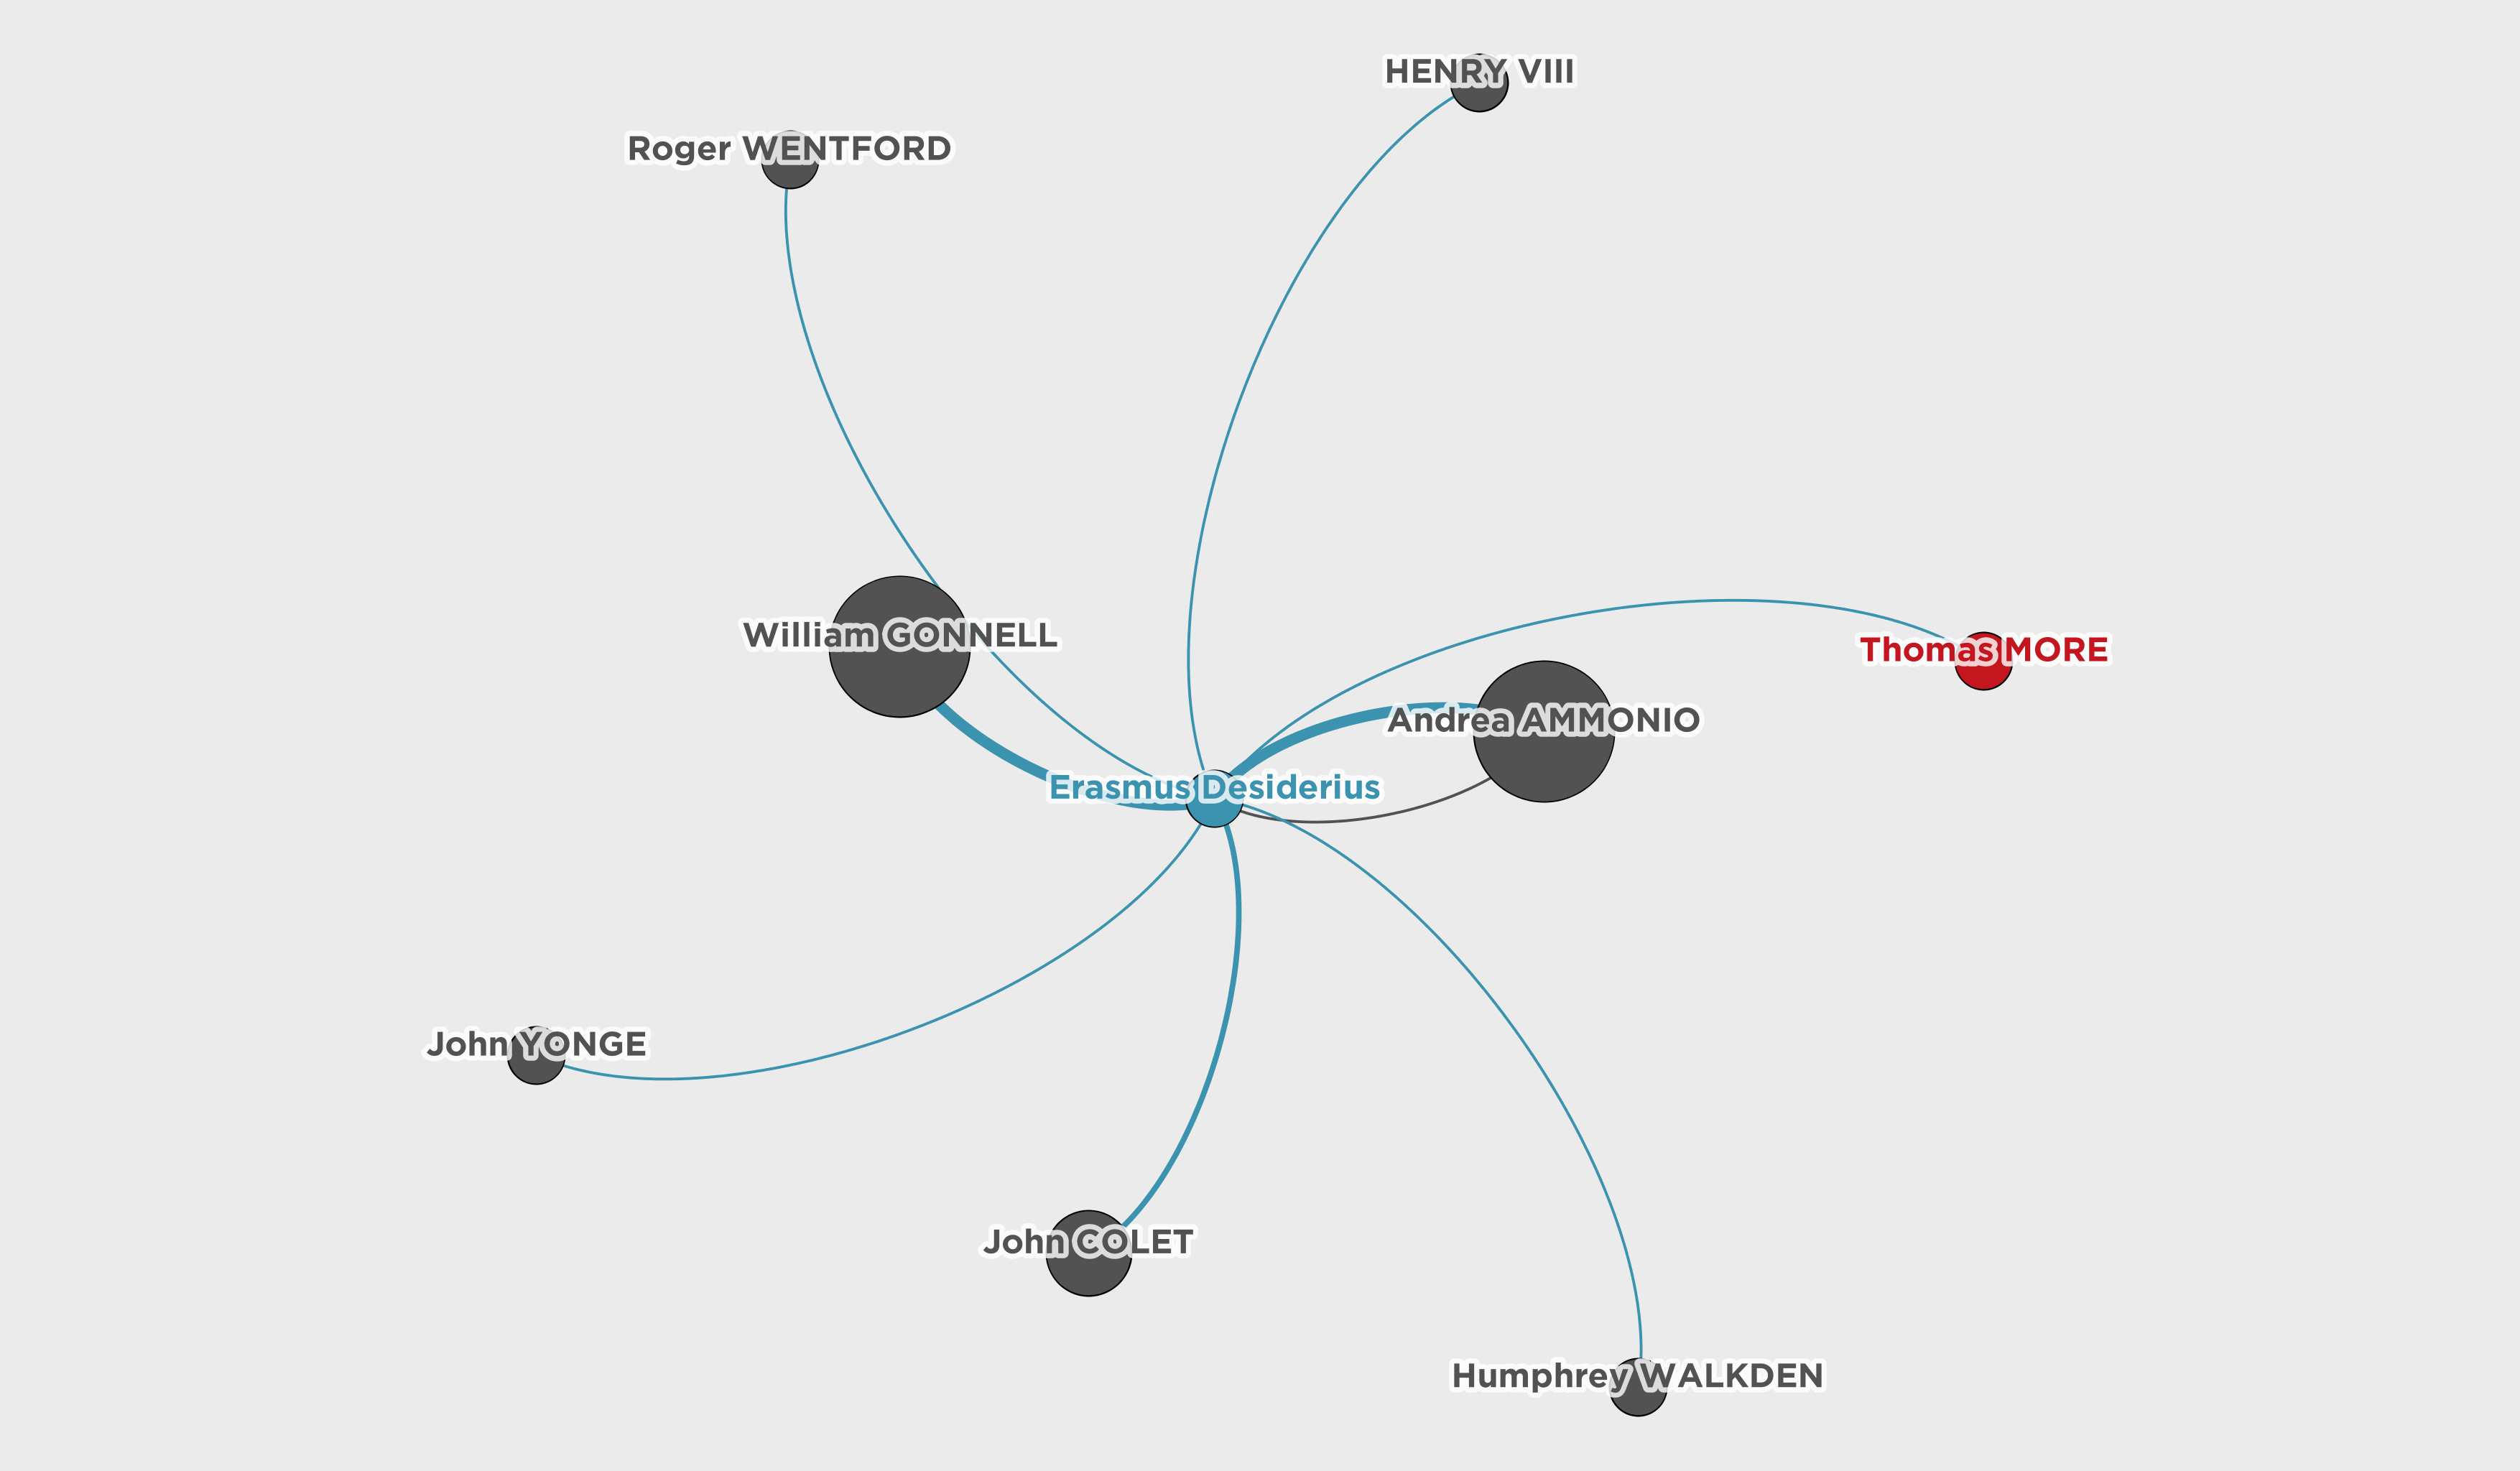 HENRY VIII
Roger WENTFORD
William GONNELL
Thomas MORE
Andrea AMMONIO
Erasmus Desiderius
John YONGE
John COLET
Humphrey WALKDEN